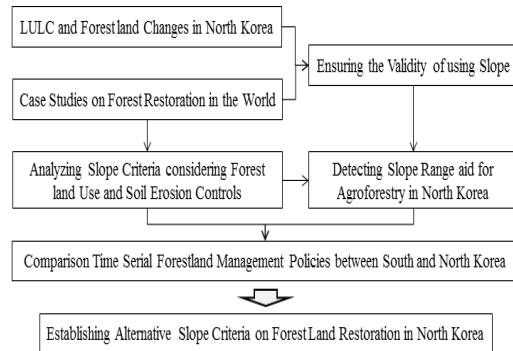 LULC and Forest land Changes in North Korea
Ensuring the Validity of using Slope
Case Studies on Forest Restoration in the World
Analyzing Slope Criteria considering Forest
land Use and Soil Erosion Controls
Detecting Slope Range aid for
Agroforestry in North Korea
Comparison Time Serial Forestland Management Policies between South and North Korea
Establishing Alternative Slope Criteria on Forest Land Restoration in North Korea